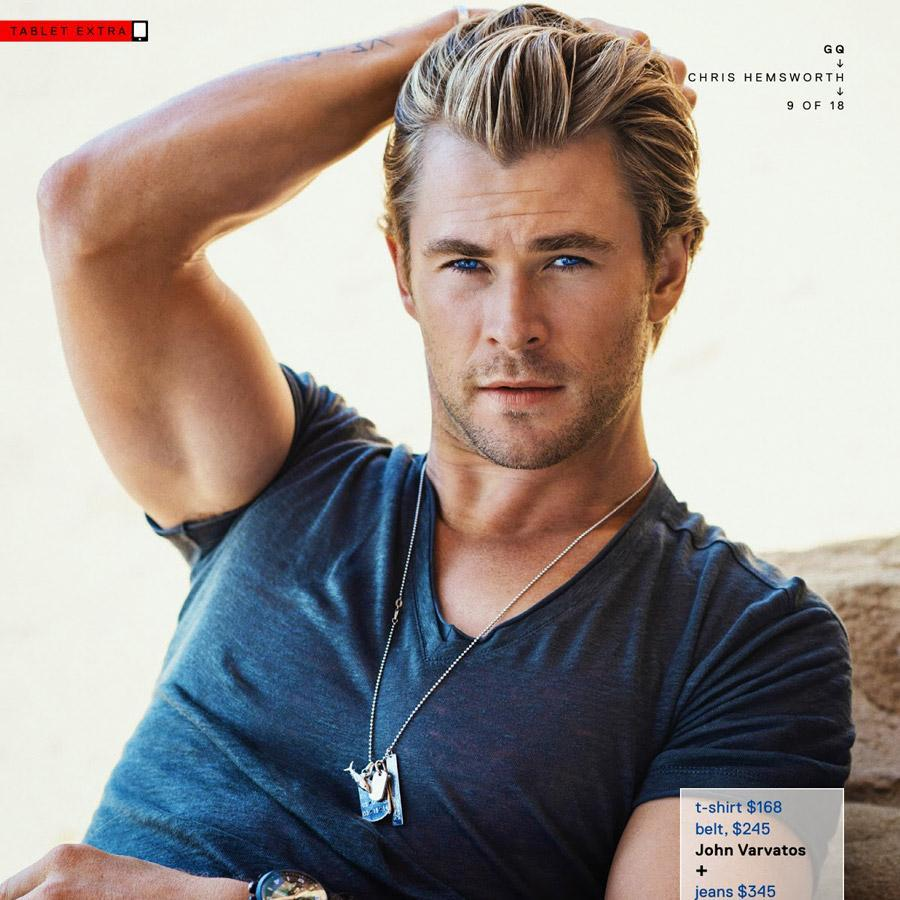 TABLET EXTRA
GQ
↓
CHRIS HEMSWORTH
↓
9 OF 18
t-shirt $168
belt, $245
John Varvatos
+
jeans $345